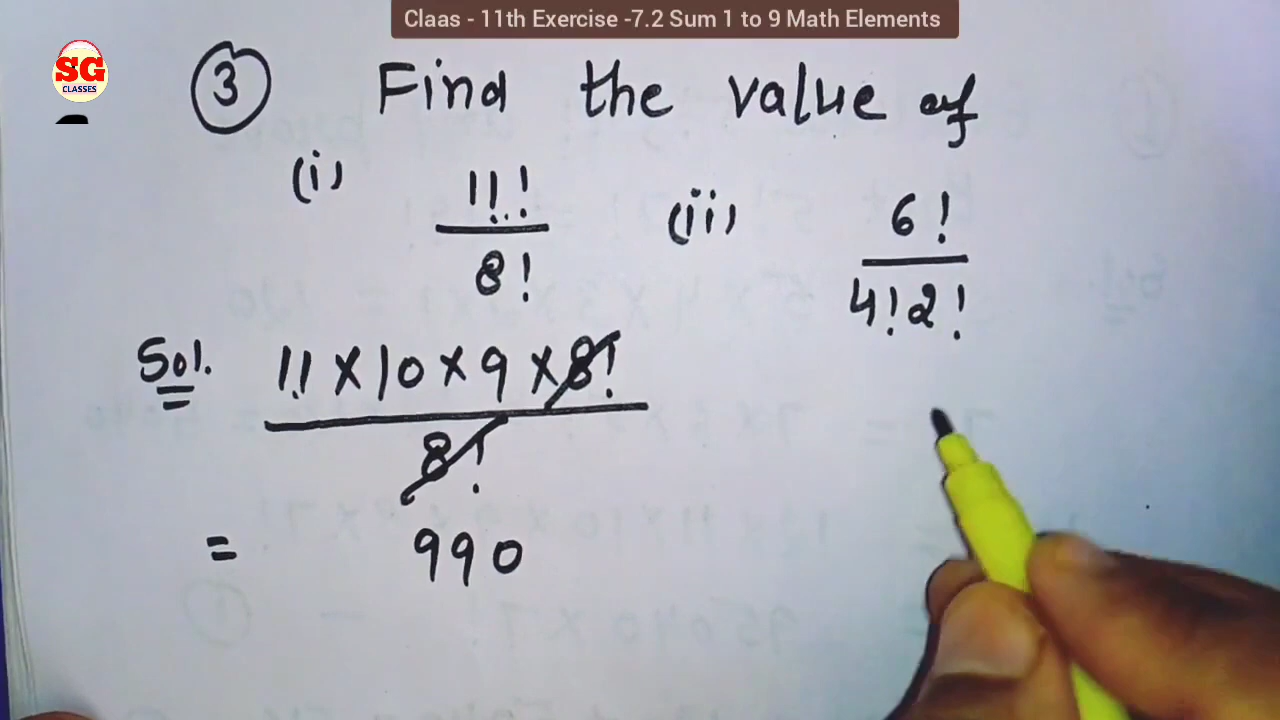 Claas - 11th Exercise -7.2 Sum 1 to 9 Math Elements
SG
CLASSES
③ Find the value of
(i) 11! / 8! (ii) 6! / 4! 2!
Sol. 11 × 10 × 9 × 8! / 8!
= 990